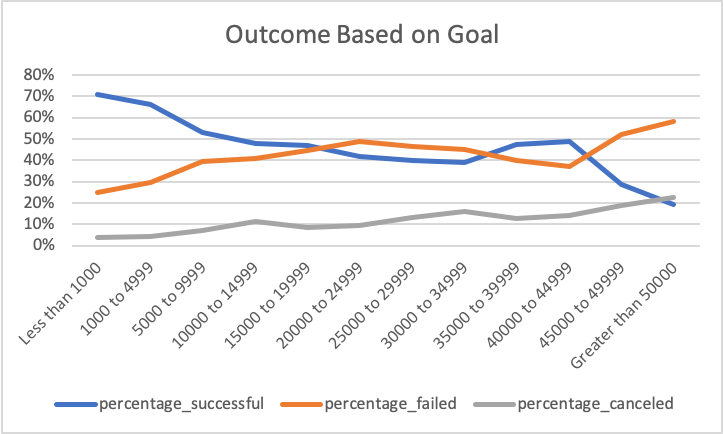 Outcome Based on Goal
80%
70%
60%
50%
40%
30%
20%
10%
0%
Less than 1000
1000 to 4999
5000 to 9999
10000 to 14999
15000 to 19999
20000 to 24999
25000 to 29999
30000 to 34999
35000 to 39999
40000 to 44999
45000 to 49999
Greater than 50000
percentage_successful
percentage_failed
percentage_canceled